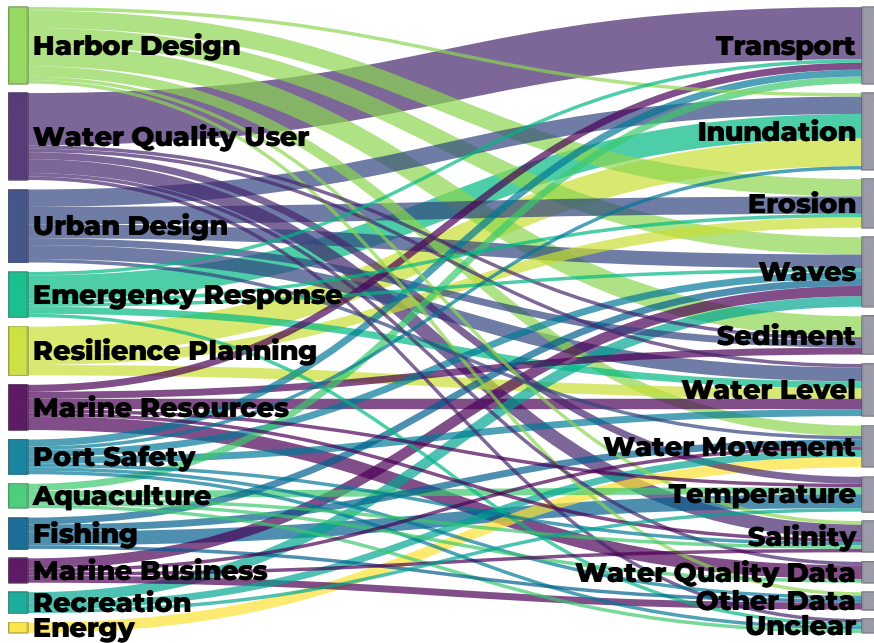 Harbor Design
Water Quality User
Urban Design
Emergency Response
Resilience Planning
Marine Resources
Port Safety
Aquaculture
Fishing
Marine Business
Recreation
Energy
Transport
Inundation
Erosion
Waves
Sediment
Water Level
Water Movement
Temperature
Salinity
Water Quality Data
Other Data
Unclear